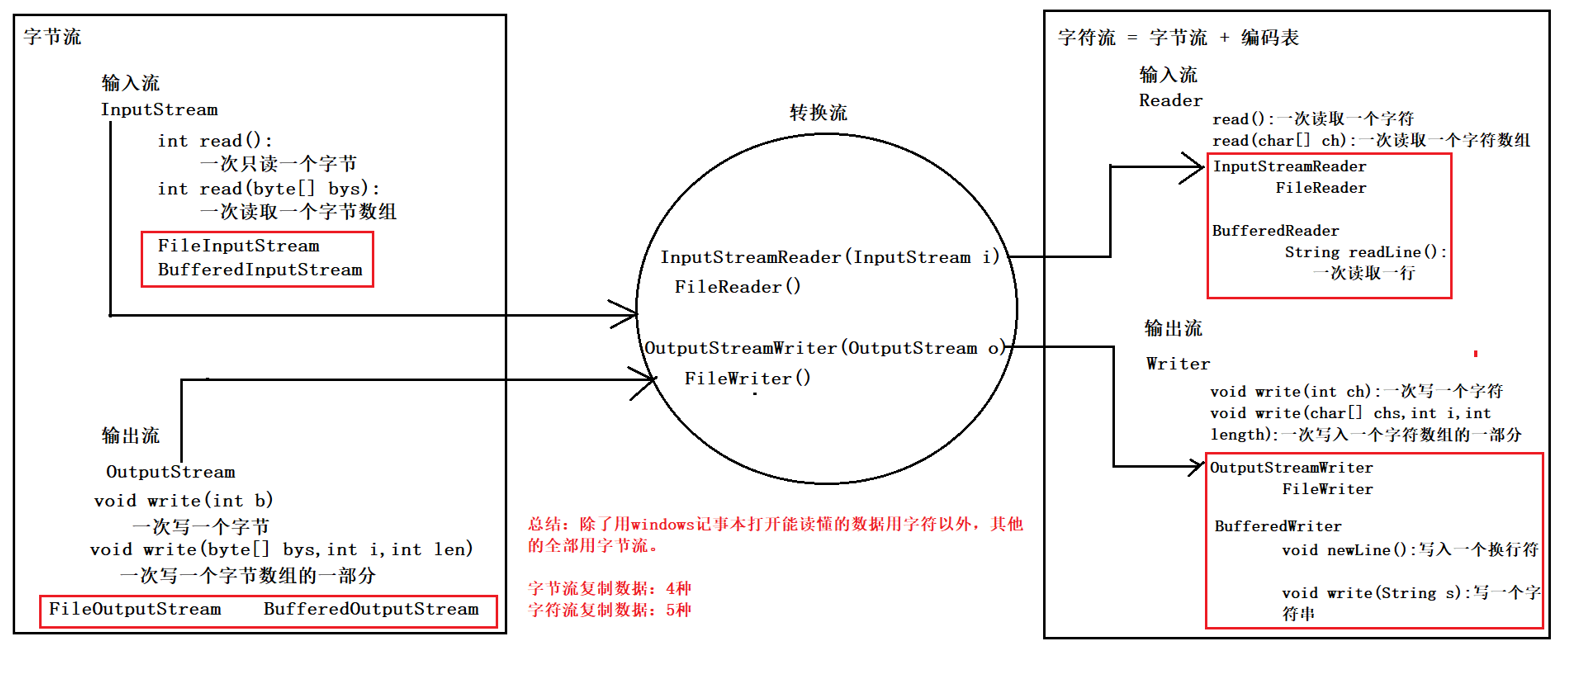 字节流
输入流
InputStream
int read():
一次只读一个字节
int read(byte[] bys):
一次读取一个字节数组
FileInputStream
BufferedInputStream
输出流
OutputStream
void write(int b)
一次写一个字节
void write(byte[] bys,int i,int len)
一次写一个字节数组的一部分
FileOutputStream BufferedOutputStream
转换流
InputStreamReader(InputStream i)
FileReader()
OutputStreamWriter(OutputStream o)
FileWriter()
总结：除了用windows记事本打开能读懂的数据用字符以外，其他
的全部用字节流。
字节流复制数据：4种
字符流复制数据：5种
字符流 = 字节流 + 编码表
输入流
Reader
read():一次读取一个字符
read(char[] ch):一次读取一个字符数组
InputStreamReader
FileReader
BufferedReader
String readLine():
一次读取一行
输出流
Writer
void write(int ch):一次写一个字符
void write(char[] chs,int i,int
length):一次写入一个字符数组的一部分
OutputStreamWriter
FileWriter
BufferedWriter
void newLine():写入一个换行符
void write(String s):写一个字
符串